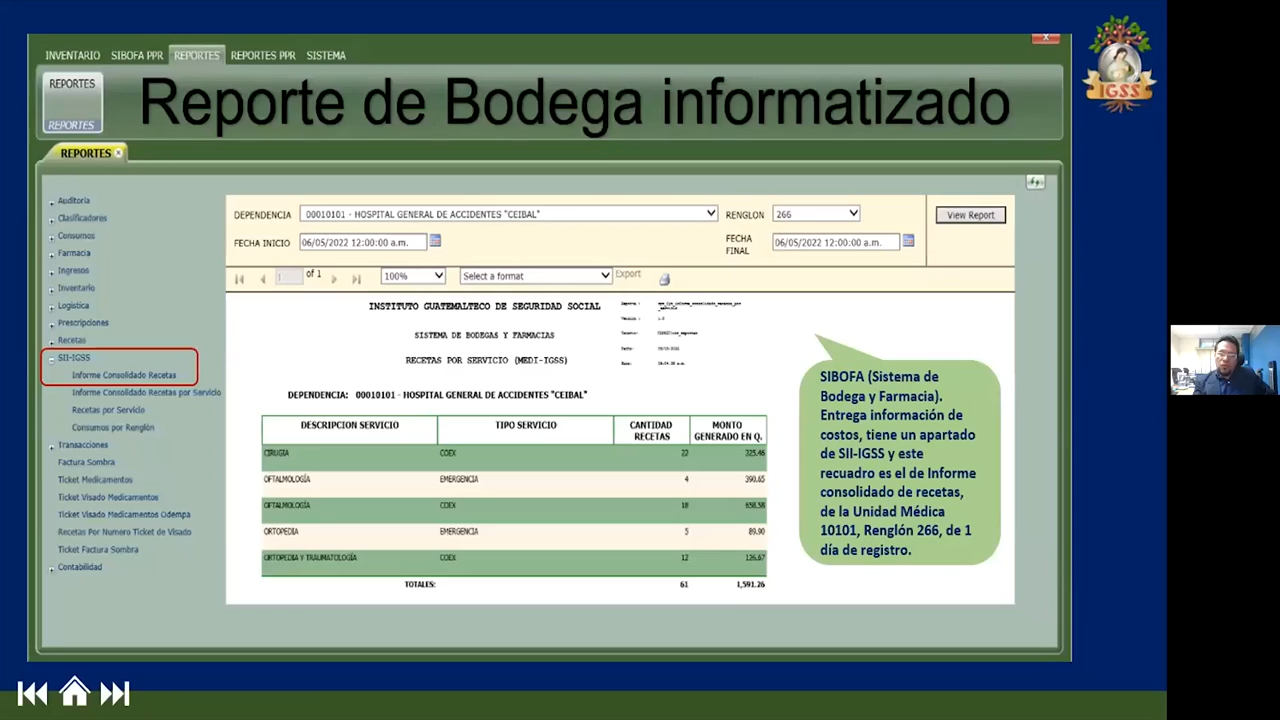 INVENTARIO SIBOFA PPR REPORTES REPORTES PPR SISTEMA
REPORTES
REPORTES
Reporte de Bodega informatizado
IGSS
REPORTES
Auditoria
Clasificadores
Consumos
Farmacia
Ingresos
Inventario
Logistica
Prescripciones
Recetas
SII-IGSS
Informe Consolidado Recetas
Informe Consolidado Recetas por Servicio
Recetas por Servicio
Consumos por Renglón
Transacciones
Factura Sombra
Ticket Medicamentos
Ticket Visado Medicamentos
Ticket Visado Medicamentos Odempa
Recetas Por Numero Ticket de Visado
Ticket Factura Sombra
Contabilidad
DEPENDENCIA 00010101 - HOSPITAL GENERAL DE ACCIDENTES "CEIBAL" RENGLON 266 View Report
FECHA INICIO 06/05/2022 12:00:00 a.m. FECHA FINAL 06/05/2022 12:00:00 a.m.
1 of 1 100% Select a format Export
INSTITUTO GUATEMALTECO DE SEGURIDAD SOCIAL
SISTEMA DE BODEGAS Y FARMACIAS
RECETAS POR SERVICIO (MEDI-IGSS)
DEPENDENCIA: 00010101 - HOSPITAL GENERAL DE ACCIDENTES "CEIBAL"
DESCRIPCION SERVICIO TIPO SERVICIO CANTIDAD RECETAS MONTO GENERADO EN Q.
CIRUGIA COEX 22 325.46
OFTALMOLOGÍA EMERGENCIA 4 390.65
OFTALMOLOGÍA COEX 18 658.58
ORTOPEDIA EMERGENCIA 5 89.90
ORTOPEDIA Y TRAUMATOLOGÍA COEX 12 126.67
TOTALES: 61 1,591.26
SIBOFA (Sistema de
Bodega y Farmacia).
Entrega información de
costos, tiene un apartado
de SII-IGSS y este
recuadro es el de Informe
consolidado de recetas,
de la Unidad Médica
10101, Renglón 266, de 1
día de registro.